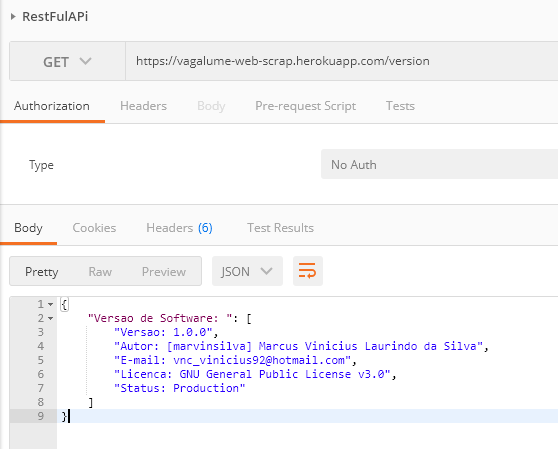 RestFulAPi
GET https://vagalume-web-scrap.herokuapp.com/version
Authorization Headers Body Pre-request Script Tests
Type No Auth
Body Cookies Headers (6) Test Results
Pretty Raw Preview JSON
1 {
2 "Versao de Software: ": [
3 "Versao: 1.0.0",
4 "Autor: [marvinsilva] Marcus Vinicius Laurindo da Silva",
5 "E-mail: vnc_vinicius92@hotmail.com",
6 "Licenca: GNU General Public License v3.0",
7 "Status: Production"
8 ]
9 }